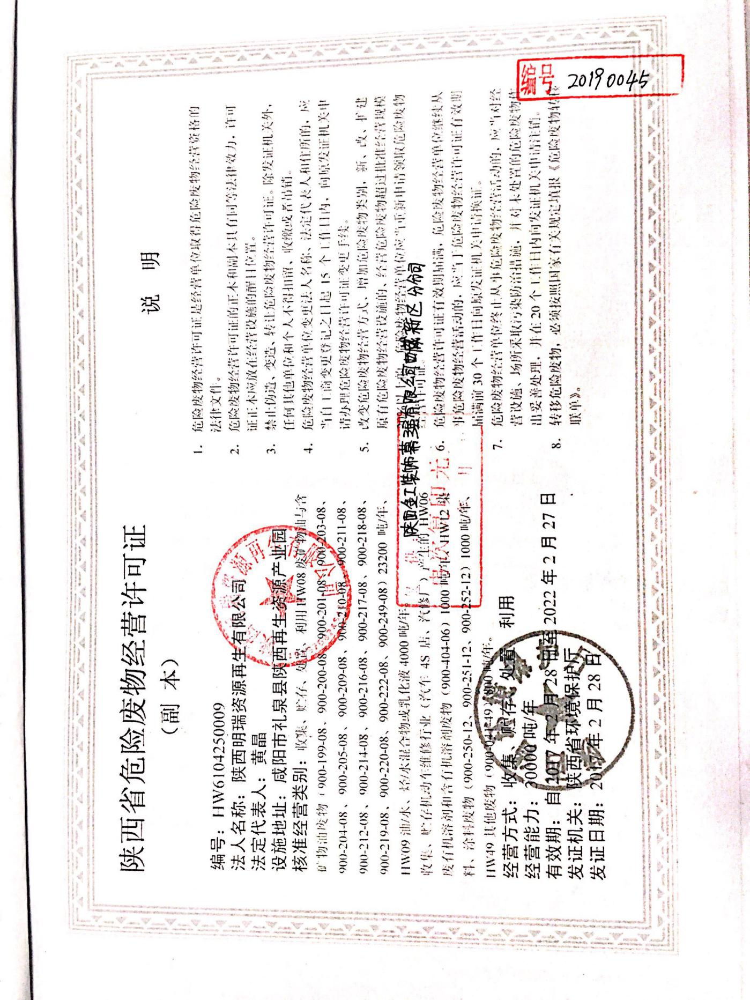 陕西省危险废物经营许可证
（副 本）
编号：HW6104250009
法人名称：陕西明瑞资源再生有限公司
法定代表人：黄晶
设施地址：咸阳市礼泉县陕西再生资源产业园
核准经营类别：收集、贮存、处置、利用HW08废矿物油与含
矿物油废物（900-199-08、900-200-08、900-201-08、900-203-08、
900-204-08、900-205-08、900-209-08、900-210-08、900-211-08、
900-212-08、900-214-08、900-216-08、900-217-08、900-218-08、
900-219-08、900-220-08、900-222-08、900-249-08）23200 吨/年、
HW09 油/水、烃/水混合物或乳化液 4000 吨/年。
收集、贮存机动车维修行业（汽车 4S 店、汽修厂）产生的 HW06
废有机溶剂和含有机溶剂废物（900-404-06）1000 吨/年、HW12 染
料、涂料废物（900-250-12、900-251-12、900-252-12）1000 吨/年、
HW49 其他废物（900-041-49）800 吨/年。
经营方式：收集、贮存、处置、利用
经营能力：30000 吨/年
有效期：自 2017 年 2 月 28 日至 2022 年 2 月 27 日
发证机关：陕西省环境保护厅
发证日期：2017 年 2 月 28 日
说 明
1. 危险废物经营许可证是经营单位取得危险废物经营资格的
法律文件。
2. 危险废物经营许可证的正本和副本具有同等法律效力，许可
证正本应放在经营设施的醒目位置。
3. 禁止伪造、变造、转让危险废物经营许可证。除发证机关外，
任何其他单位和个人不得扣留、收缴或者吊销。
4. 危险废物经营单位变更法人名称、法定代表人和住所的，应
当自工商变更登记之日起 15 个工作日内，向原发证机关申
请办理危险废物经营许可证变更手续。
5. 改变危险废物经营方式、增加危险废物类别，新、改、扩建
原有危险废物经营设施的、经营危险废物超过批准经营规模
危险废物经营单位应当重新申请领取危险废物
经营许可证。
6. 危险废物经营许可证有效期届满，危险废物经营单位继续从
事危险废物经营活动的，应当于危险废物经营许可证有效期
届满前 30 个工作日向原发证机关申请换证。
7. 危险废物经营单位终止从事危险废物经营活动的，应当对经
营设施、场所采取污染防治措施，并对未处置的危险废物作
出妥善处理，并在 20 个工作日内向发证机关申请注销。
8. 转移危险废物，必须按照国家有关规定填报《危险废物转移
联单》。
陕西金工装饰幕强有限公司西咸新区分公司
再次复印无
编号 20190045